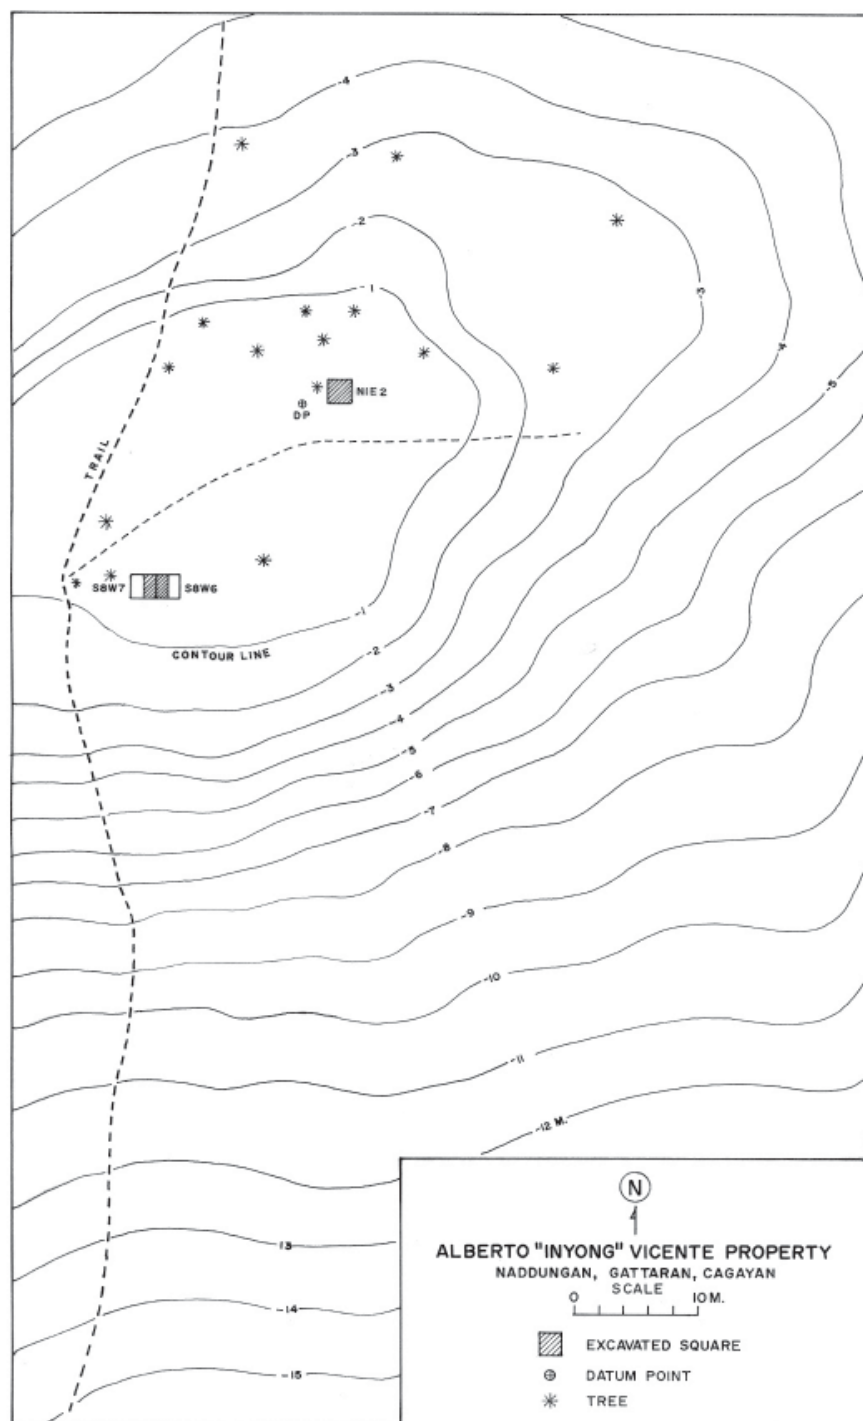 -4
-3
-2
-1
-3
-4
-5
NIE2
DP
TRAIL
S8W7
S8W6
-1
CONTOUR LINE
-2
-3
-4
-5
-6
-7
-8
-9
-10
-11
-12 M.
13
-14
-15
N
ALBERTO "INYONG" VICENTE PROPERTY
NADDUNGAN, GATTARAN, CAGAYAN
SCALE
0 10M.
EXCAVATED SQUARE
DATUM POINT
TREE